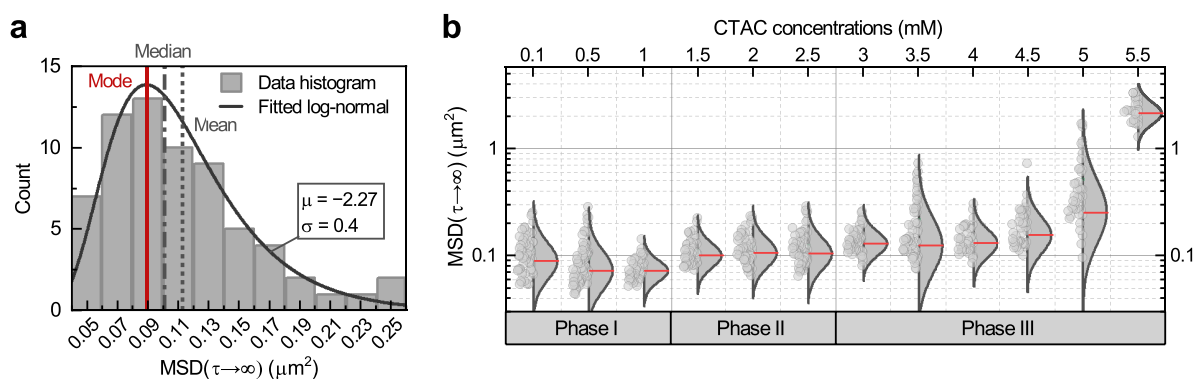 a
Median
Mode
Data histogram
Fitted log-normal
Mean
μ = −2.27
σ = 0.4
15
10
5
0
Count
0.05 0.07 0.09 0.11 0.13 0.15 0.17 0.19 0.21 0.23 0.25
MSD(τ→∞) (μm²)
b
CTAC concentrations (mM)
0.1 0.5 1 1.5 2 2.5 3 3.5 4 4.5 5 5.5
MSD(τ→∞) (μm²)
1 1
0.1 0.1
Phase I Phase II Phase III